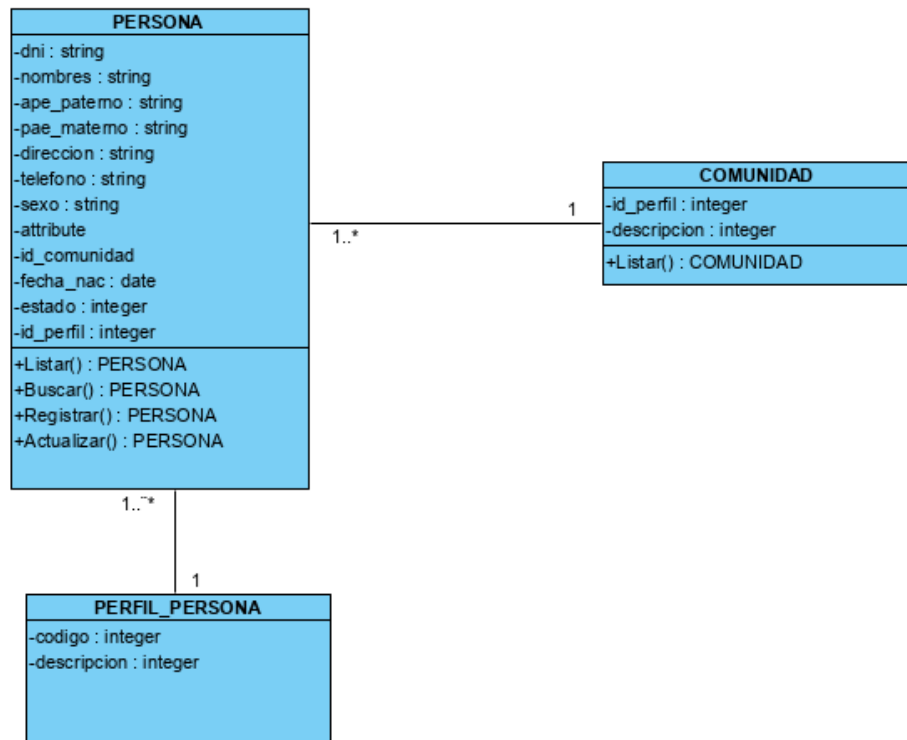 PERSONA
-dni : string
-nombres : string
-ape_paterno : string
-pae_materno : string
-direccion : string
-telefono : string
-sexo : string
-attribute
-id_comunidad
-fecha_nac : date
-estado : integer
-id_perfil : integer
+Listar() : PERSONA
+Buscar() : PERSONA
+Registrar() : PERSONA
+Actualizar() : PERSONA
1..*
1
COMUNIDAD
-id_perfil : integer
-descripcion : integer
+Listar() : COMUNIDAD
1..¨*
1
PERFIL_PERSONA
-codigo : integer
-descripcion : integer